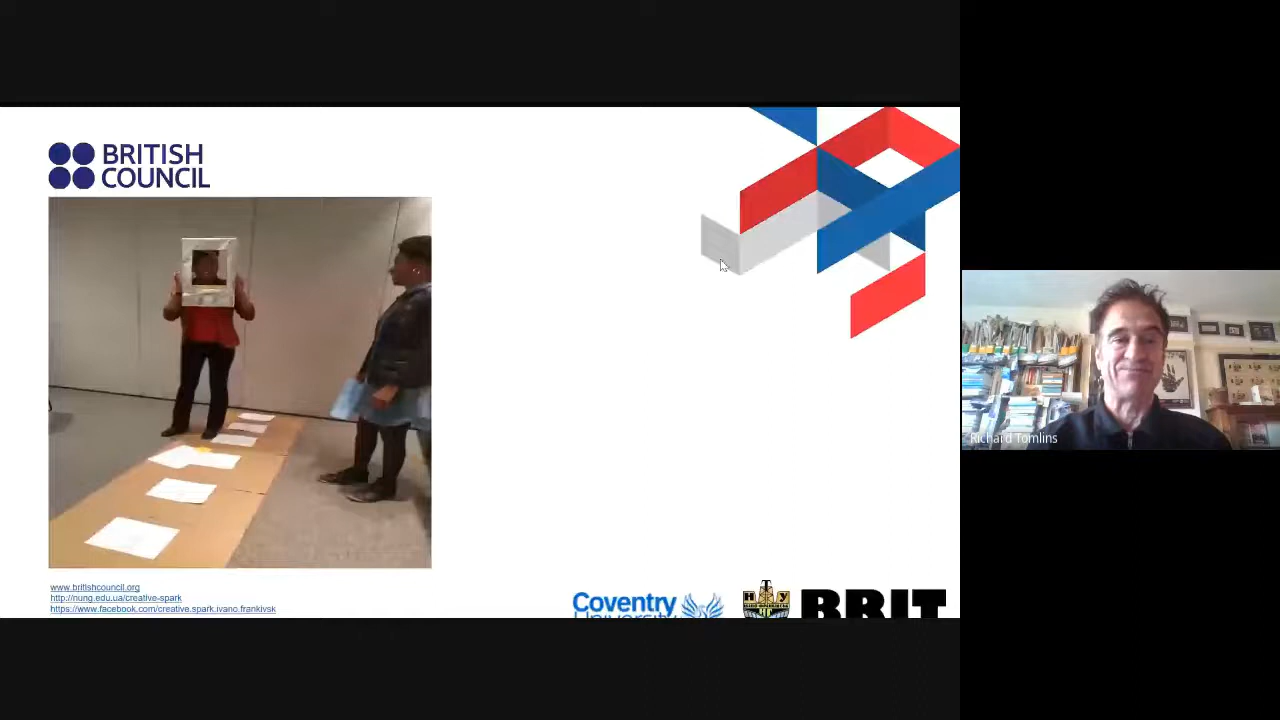 BRITISH
COUNCIL
www.britishcouncil.org
http://nung.edu.ua/creative-spark
https://www.facebook.com/creative.spark.ivano.frankivsk
Coventry
University
Н Т У
BRIT
Richard Tomlins